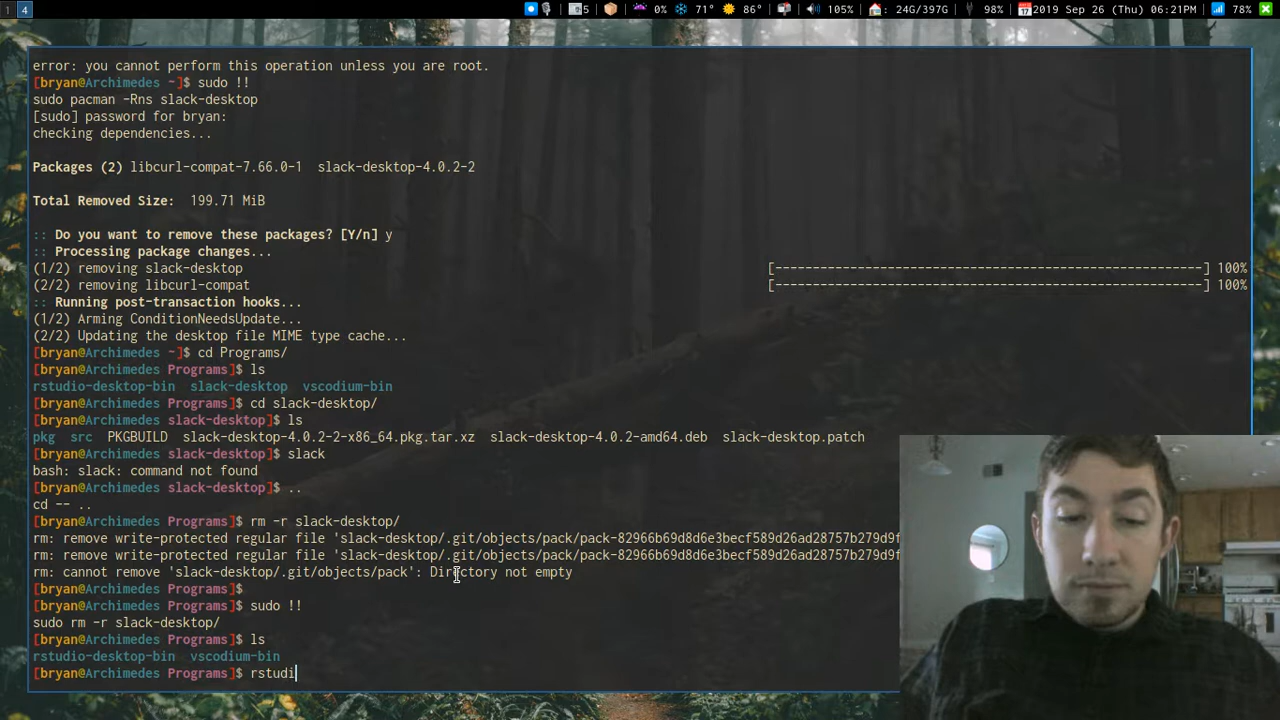 1 4 5 0% 71° 86° 105% : 24G/397G 98% 2019 Sep 26 (Thu) 06:21PM 78%
error: you cannot perform this operation unless you are root.
[bryan@Archimedes ~]$ sudo !!
sudo pacman -Rns slack-desktop
[sudo] password for bryan:
checking dependencies...
Packages (2) libcurl-compat-7.66.0-1  slack-desktop-4.0.2-2
Total Removed Size:  199.71 MiB
:: Do you want to remove these packages? [Y/n] y
:: Processing package changes...
(1/2) removing slack-desktop [------------------------------------------------------] 100%
(2/2) removing libcurl-compat [------------------------------------------------------] 100%
:: Running post-transaction hooks...
(1/2) Arming ConditionNeedsUpdate...
(2/2) Updating the desktop file MIME type cache...
[bryan@Archimedes ~]$ cd Programs/
[bryan@Archimedes Programs]$ ls
rstudio-desktop-bin  slack-desktop  vscodium-bin
[bryan@Archimedes Programs]$ cd slack-desktop/
[bryan@Archimedes slack-desktop]$ ls
pkg  src  PKGBUILD  slack-desktop-4.0.2-2-x86_64.pkg.tar.xz  slack-desktop-4.0.2-amd64.deb  slack-desktop.patch
[bryan@Archimedes slack-desktop]$ slack
bash: slack: command not found
[bryan@Archimedes slack-desktop]$ ..
cd -- ..
[bryan@Archimedes Programs]$ rm -r slack-desktop/
rm: remove write-protected regular file 'slack-desktop/.git/objects/pack/pack-82966b69d8d6e3becf589d26ad28757b279d9f
rm: remove write-protected regular file 'slack-desktop/.git/objects/pack/pack-82966b69d8d6e3becf589d26ad28757b279d9f
rm: cannot remove 'slack-desktop/.git/objects/pack': Directory not empty
[bryan@Archimedes Programs]$
[bryan@Archimedes Programs]$ sudo !!
sudo rm -r slack-desktop/
[bryan@Archimedes Programs]$ ls
rstudio-desktop-bin  vscodium-bin
[bryan@Archimedes Programs]$ rstudi